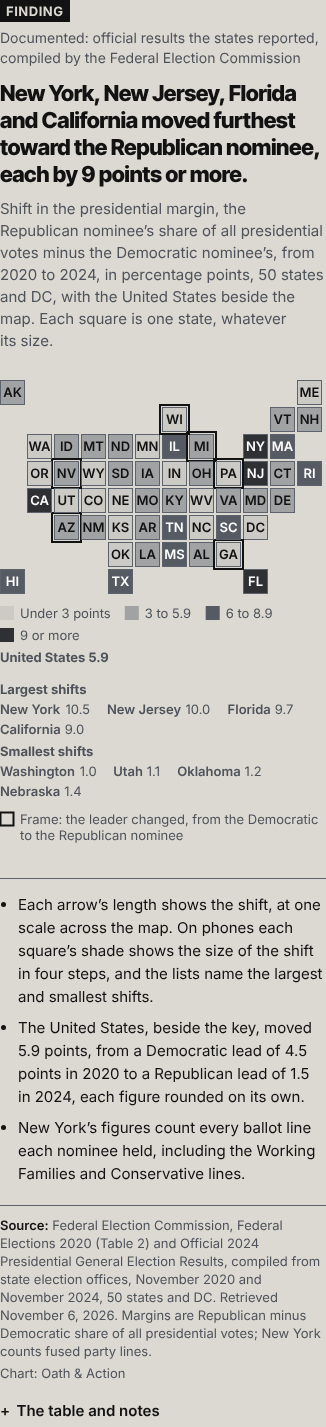 FINDING
Documented: official results the states reported,
compiled by the Federal Election Commission
New York, New Jersey, Florida
and California moved furthest
toward the Republican nominee,
each by 9 points or more.
Shift in the presidential margin, the
Republican nominee’s share of all presidential
votes minus the Democratic nominee’s, from
2020 to 2024, in percentage points, 50 states
and DC, with the United States beside the
map. Each square is one state, whatever
its size.
AK ME
WI VT NH
WA ID MT ND MN IL MI NY MA
OR NV WY SD IA IN OH PA NJ CT RI
CA UT CO NE MO KY WV VA MD DE
AZ NM KS AR TN NC SC DC
OK LA MS AL GA
HI TX FL
Under 3 points 3 to 5.9 6 to 8.9
9 or more
United States 5.9
Largest shifts
New York 10.5 New Jersey 10.0 Florida 9.7
California 9.0
Smallest shifts
Washington 1.0 Utah 1.1 Oklahoma 1.2
Nebraska 1.4
Frame: the leader changed, from the Democratic
to the Republican nominee
• Each arrow’s length shows the shift, at one
scale across the map. On phones each
square’s shade shows the size of the shift
in four steps, and the lists name the largest
and smallest shifts.
• The United States, beside the key, moved
5.9 points, from a Democratic lead of 4.5
points in 2020 to a Republican lead of 1.5
in 2024, each figure rounded on its own.
• New York’s figures count every ballot line
each nominee held, including the Working
Families and Conservative lines.
Source: Federal Election Commission, Federal
Elections 2020 (Table 2) and Official 2024
Presidential General Election Results, compiled from
state election offices, November 2020 and
November 2024, 50 states and DC. Retrieved
November 6, 2026. Margins are Republican minus
Democratic share of all presidential votes; New York
counts fused party lines.
Chart: Oath & Action
+ The table and notes